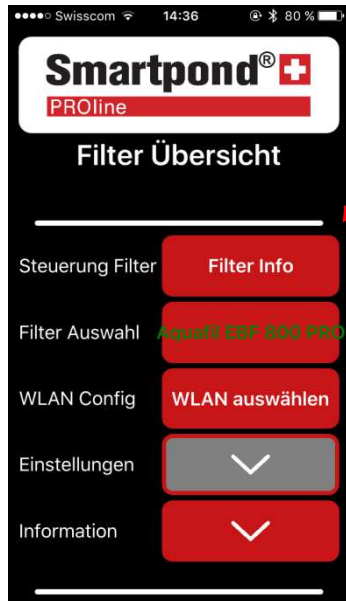 Swisscom 14:36 80 %
Smartpond®
PROline
Filter Übersicht
Steuerung Filter Filter Info
Filter Auswahl Aquafil EBF 800 PRO
WLAN Config WLAN auswählen
Einstellungen
Information